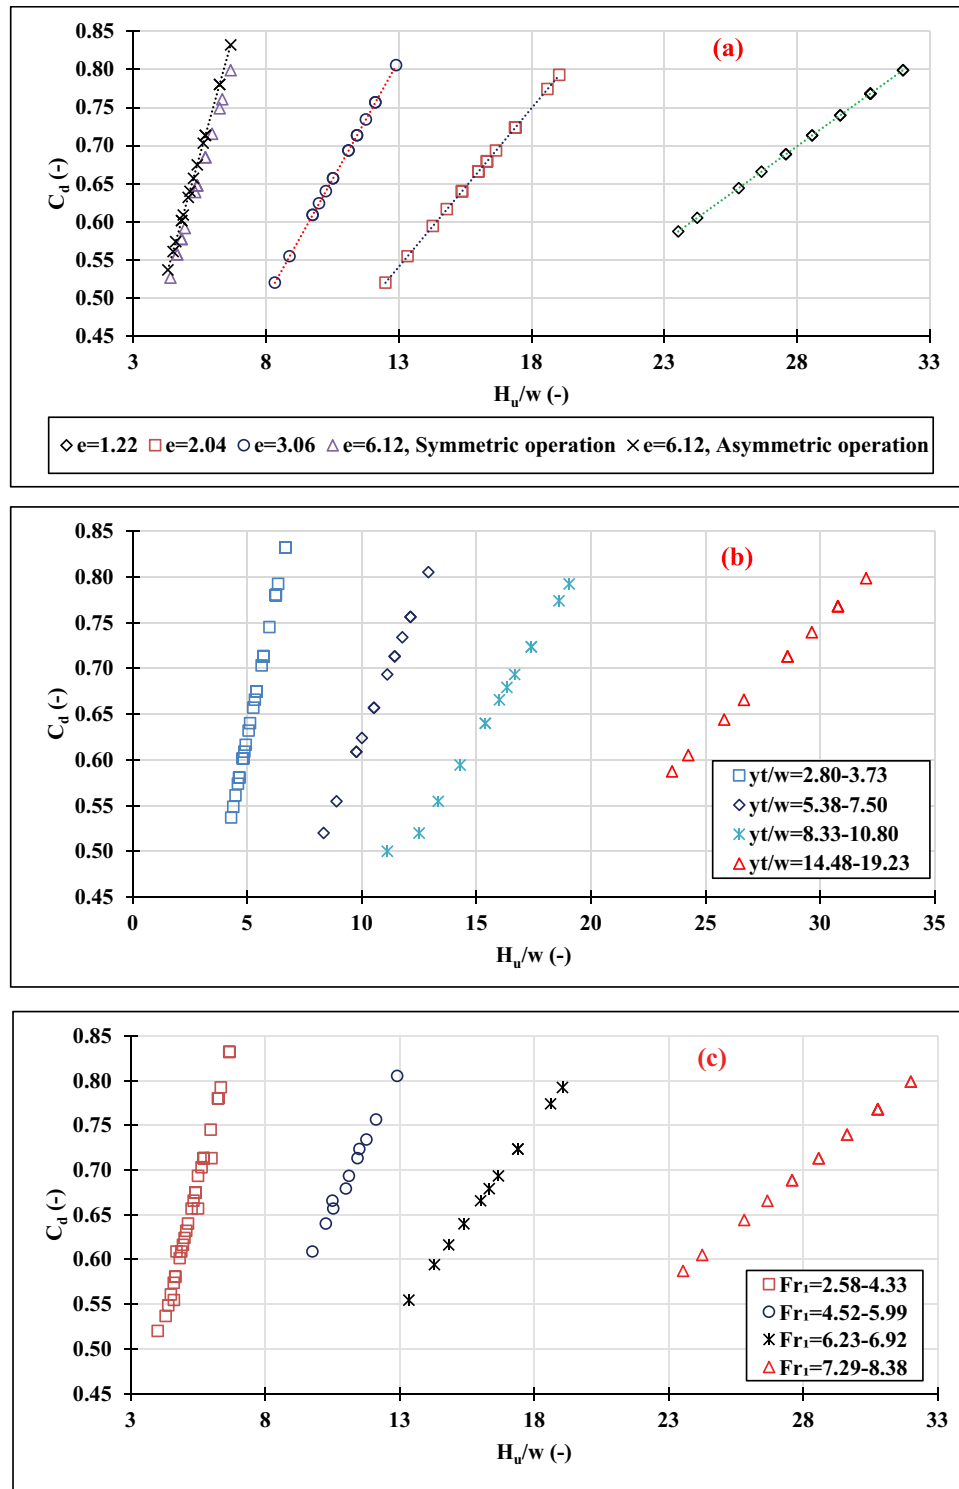 (a)
0.85
0.80
0.75
0.70
0.65
0.60
0.55
0.50
0.45
C_d (-)
3 8 13 18 23 28 33
H_u/w (-)
e=1.22 e=2.04 e=3.06 e=6.12, Symmetric operation e=6.12, Asymmetric operation
(b)
0.85
0.80
0.75
0.70
0.65
0.60
0.55
0.50
0.45
C_d (-)
yt/w=2.80-3.73
yt/w=5.38-7.50
yt/w=8.33-10.80
yt/w=14.48-19.23
0 5 10 15 20 25 30 35
H_u/w (-)
(c)
0.85
0.80
0.75
0.70
0.65
0.60
0.55
0.50
0.45
C_d (-)
Fr₁=2.58-4.33
Fr₁=4.52-5.99
Fr₁=6.23-6.92
Fr₁=7.29-8.38
3 8 13 18 23 28 33
H_u/w (-)